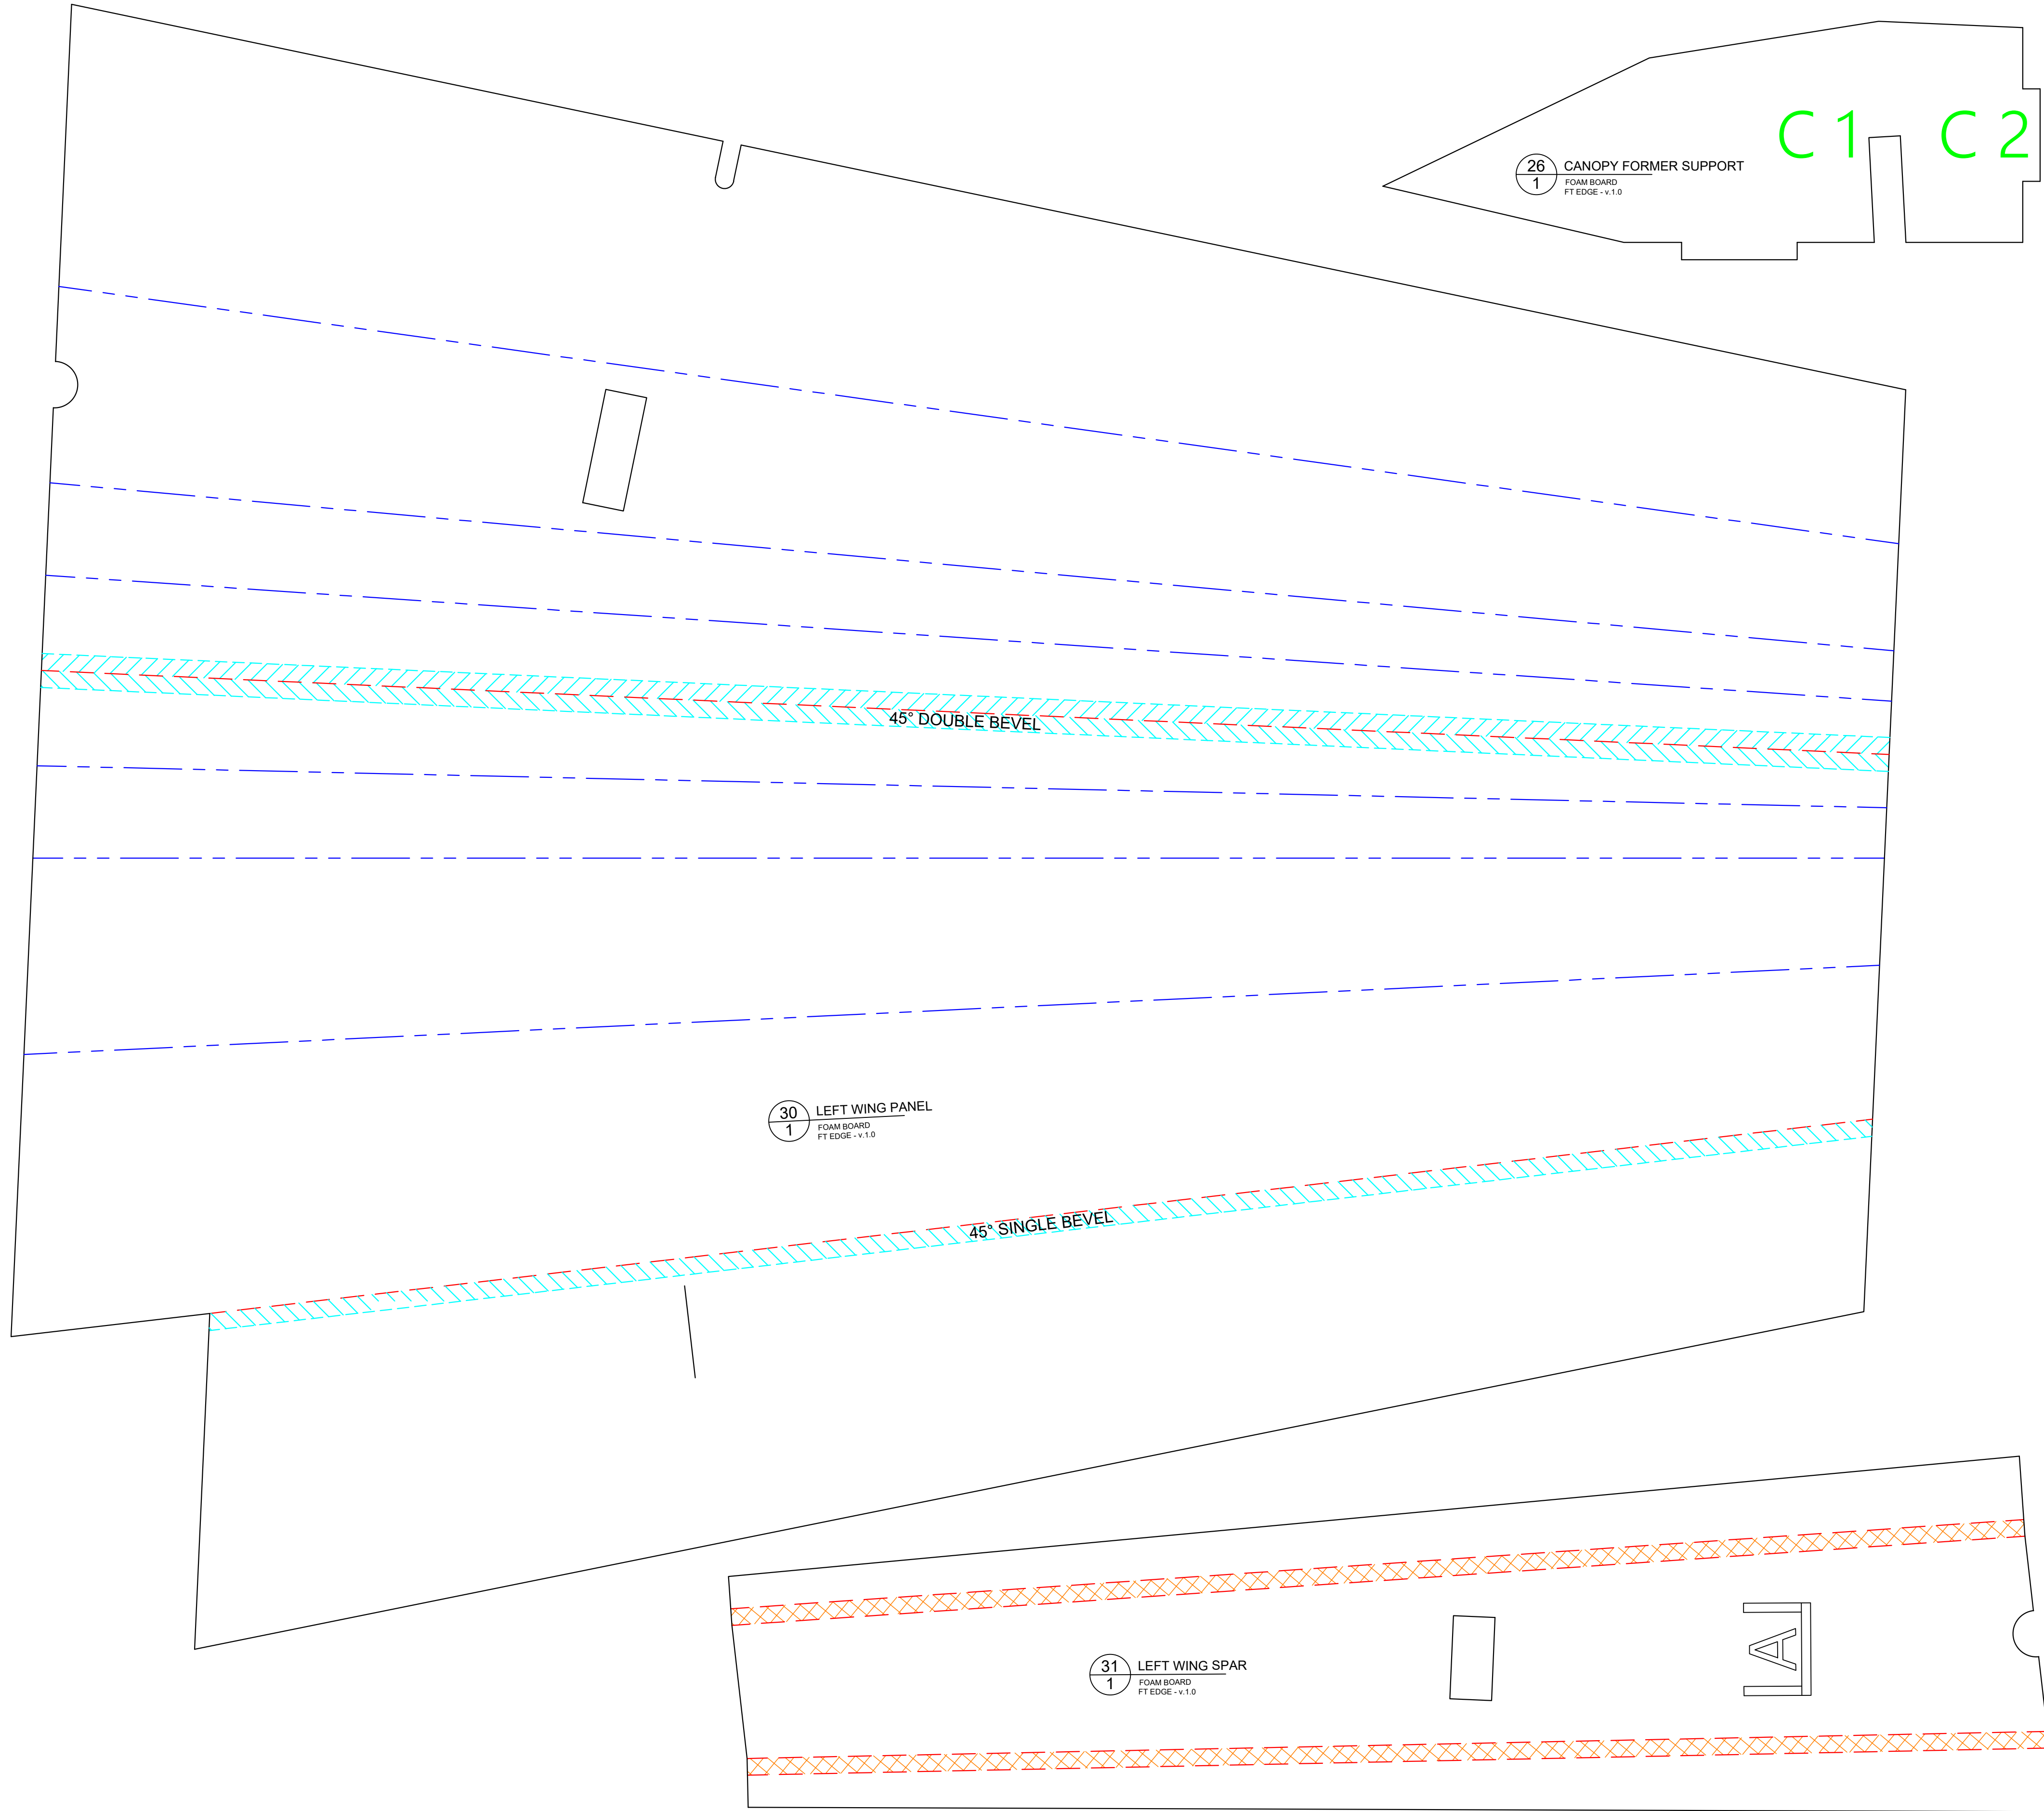 C 1 C 2
26
1
CANOPY FORMER SUPPORT
FOAM BOARD
FT EDGE - v.1.0
45° DOUBLE BEVEL
30
1
LEFT WING PANEL
FOAM BOARD
FT EDGE - v.1.0
45° SINGLE BEVEL
31
1
LEFT WING SPAR
FOAM BOARD
FT EDGE - v.1.0
A